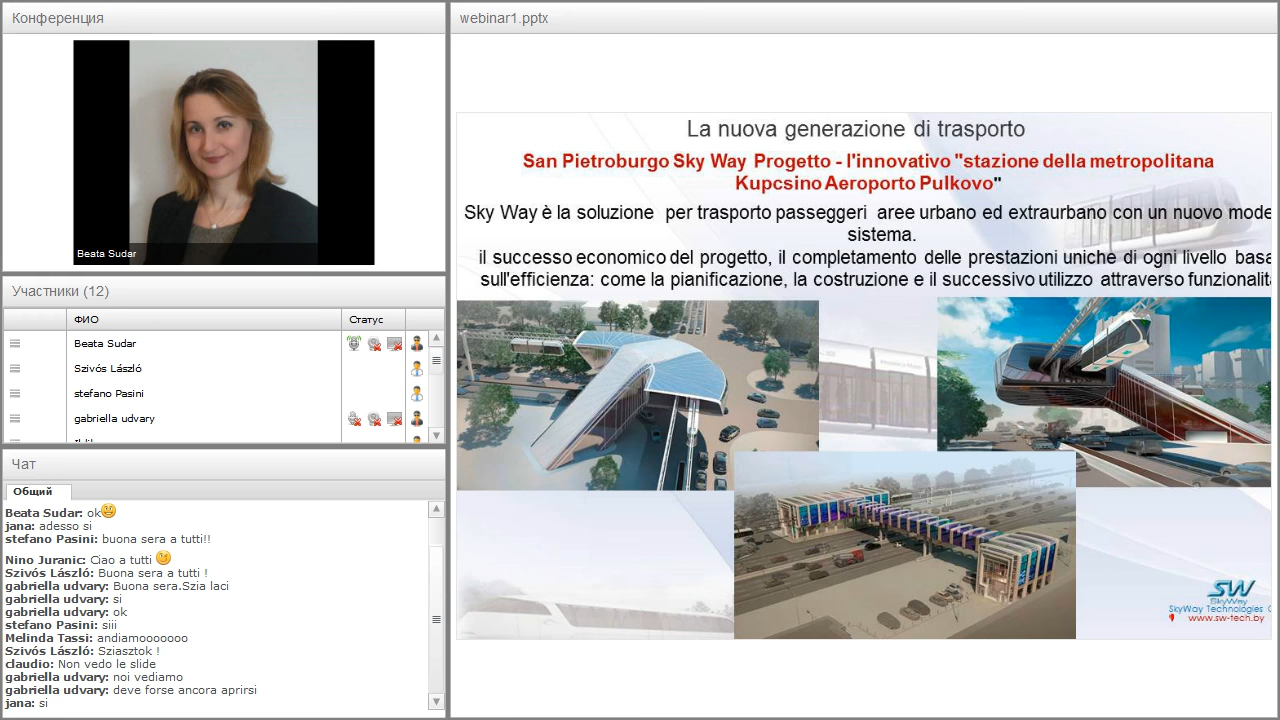 Конференция
Beata Sudar
Участники (12)
ФИО
Статус
Beata Sudar
Szivós László
stefano Pasini
gabriella udvary
Чат
Общий
Beata Sudar: ok
jana: adesso si
stefano Pasini: buona sera a tutti!!
Nino Juranic: Ciao a tutti
Szivós László: Buona sera a tutti !
gabriella udvary: Buona sera.Szia laci
gabriella udvary: si
gabriella udvary: ok
stefano Pasini: siii
Melinda Tassi: andiamooooooo
Szivós László: Sziasztok !
claudio: Non vedo le slide
gabriella udvary: noi vediamo
gabriella udvary: deve forse ancora aprirsi
jana: si
webinar1.pptx
La nuova generazione di trasporto
San Pietroburgo Sky Way Progetto - l'innovativo "stazione della metropolitana
Kupcsino Aeroporto Pulkovo"
Sky Way è la soluzione per trasporto passeggeri aree urbano ed extraurbano con un nuovo mode
sistema.
il successo economico del progetto, il completamento delle prestazioni uniche di ogni livello basa
sull'efficienza: come la pianificazione, la costruzione e il successivo utilizzo attraverso funzionalit
SW
SkyWay
SkyWay Technologies
www.sw-tech.by